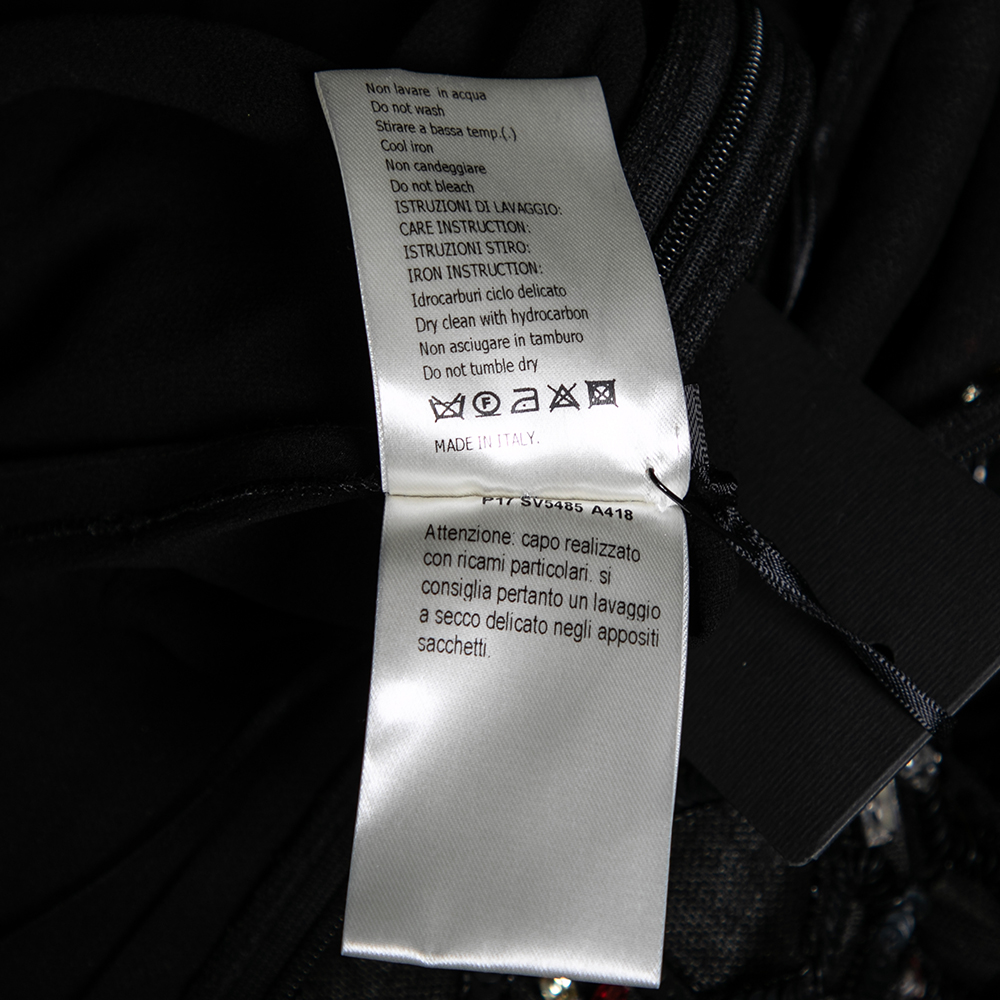 Non lavare in acqua
Do not wash
Stirare a bassa temp.(.)
Cool iron
Non candeggiare
Do not bleach
ISTRUZIONI DI LAVAGGIO:
CARE INSTRUCTION:
ISTRUZIONI STIRO:
IRON INSTRUCTION:
Idrocarburi ciclo delicato
Dry clean with hydrocarbon
Non asciugare in tamburo
Do not tumble dry
F
MADE IN ITALY.
P17 SV5485 A418
Attenzione: capo realizzato
con ricami particolari. si
consiglia pertanto un lavaggio
a secco delicato negli appositi
sacchetti.